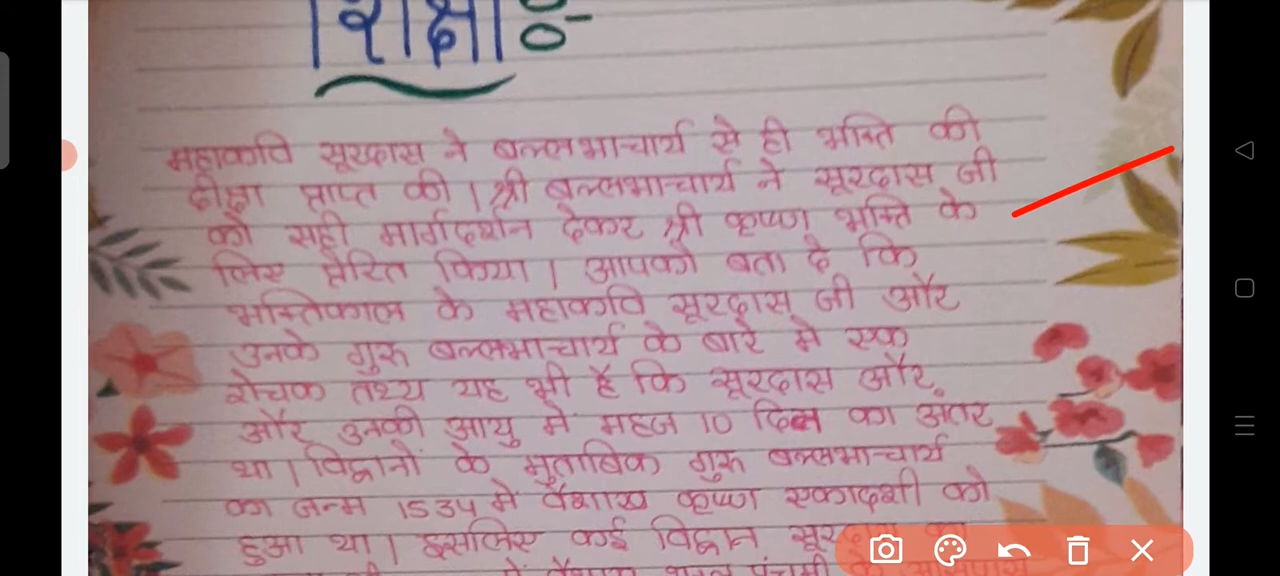 शिक्षाः-
महाकवि सूरदास ने बल्लभाचार्य से ही भक्ति की
दीक्षा प्राप्त की। श्री बल्लभाचार्य ने सूरदास जी
को सही मार्गदर्शन देकर श्री कृष्ण भक्ति के
लिए प्रेरित किया। आपको बता दे कि
भक्तिकाल के महाकवि सूरदास जी और
उनके गुरु बल्लभाचार्य के बारे मे एक
रोचक तथ्य यह भी है कि सूरदास और
और उनकी आयु मे महज 10 दिन का अंतर
था। विद्वानों के मुताबिक गुरु बल्लभाचार्य
का जन्म 1534 मे वैशाख कृष्ण एकादशी को
हुआ था। इसलिए कई विद्वान
पंचमी